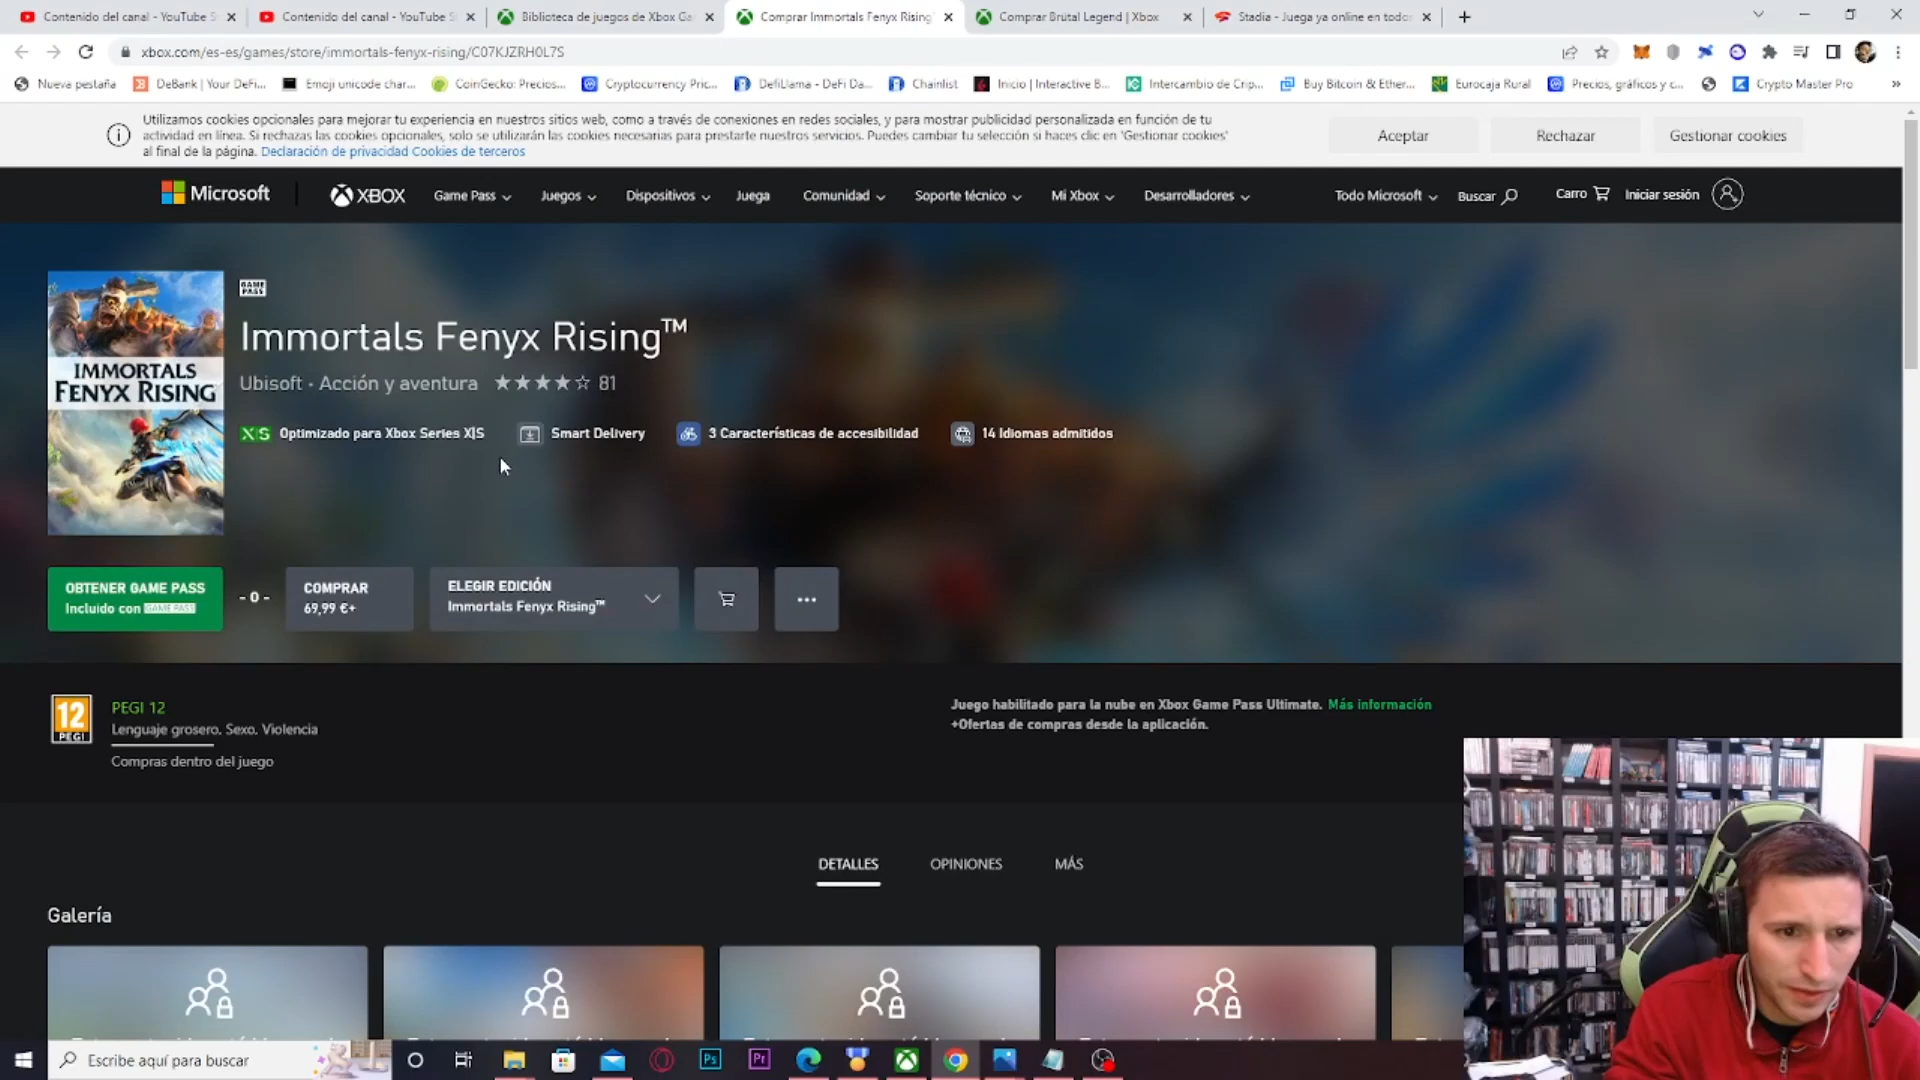 Contenido del canal - YouTube S
Contenido del canal - YouTube S
Biblioteca de juegos de Xbox Ga
Comprar Immortals Fenyx Rising
Comprar Brütal Legend | Xbox
Stadia - Juega ya online en todo
xbox.com/es-es/games/store/immortals-fenyx-rising/C07KJZRH0L7S
Nueva pestaña
DeBank | Your DeFi...
Emoji unicode char...
CoinGecko: Precios...
Cryptocurrency Pric...
DefiLlama - DeFi Da...
Chainlist
Inicio | Interactive B...
Intercambio de Crip...
Buy Bitcoin & Ether...
Eurocaja Rural
Precios, gráficos y c...
Crypto Master Pro
Utilizamos cookies opcionales para mejorar tu experiencia en nuestros sitios web, como a través de conexiones en redes sociales, y para mostrar publicidad personalizada en función de tu
actividad en línea. Si rechazas las cookies opcionales, solo se utilizarán las cookies necesarias para prestarte nuestros servicios. Puedes cambiar tu selección si haces clic en 'Gestionar cookies'
al final de la página. Declaración de privacidad Cookies de terceros
Aceptar
Rechazar
Gestionar cookies
Microsoft
XBOX
Game Pass
Juegos
Dispositivos
Juega
Comunidad
Soporte técnico
Mi Xbox
Desarrolladores
Todo Microsoft
Buscar
Carro
Iniciar sesión
IMMORTALS
FENYX RISING
GAME
PASS
Immortals Fenyx Rising™
Ubisoft • Acción y aventura ★★★★☆ 81
XS Optimizado para Xbox Series X|S
Smart Delivery
3 Características de accesibilidad
14 Idiomas admitidos
OBTENER GAME PASS
Incluido con GAME PASS
- O -
COMPRAR
69,99 €+
ELEGIR EDICIÓN
Immortals Fenyx Rising™
12
PEGI
PEGI 12
Lenguaje grosero, Sexo, Violencia
Compras dentro del juego
Juego habilitado para la nube en Xbox Game Pass Ultimate. Más información
+Ofertas de compras desde la aplicación.
DETALLES
OPINIONES
MÁS
Galería
Escribe aquí para buscar
Ps
Pr